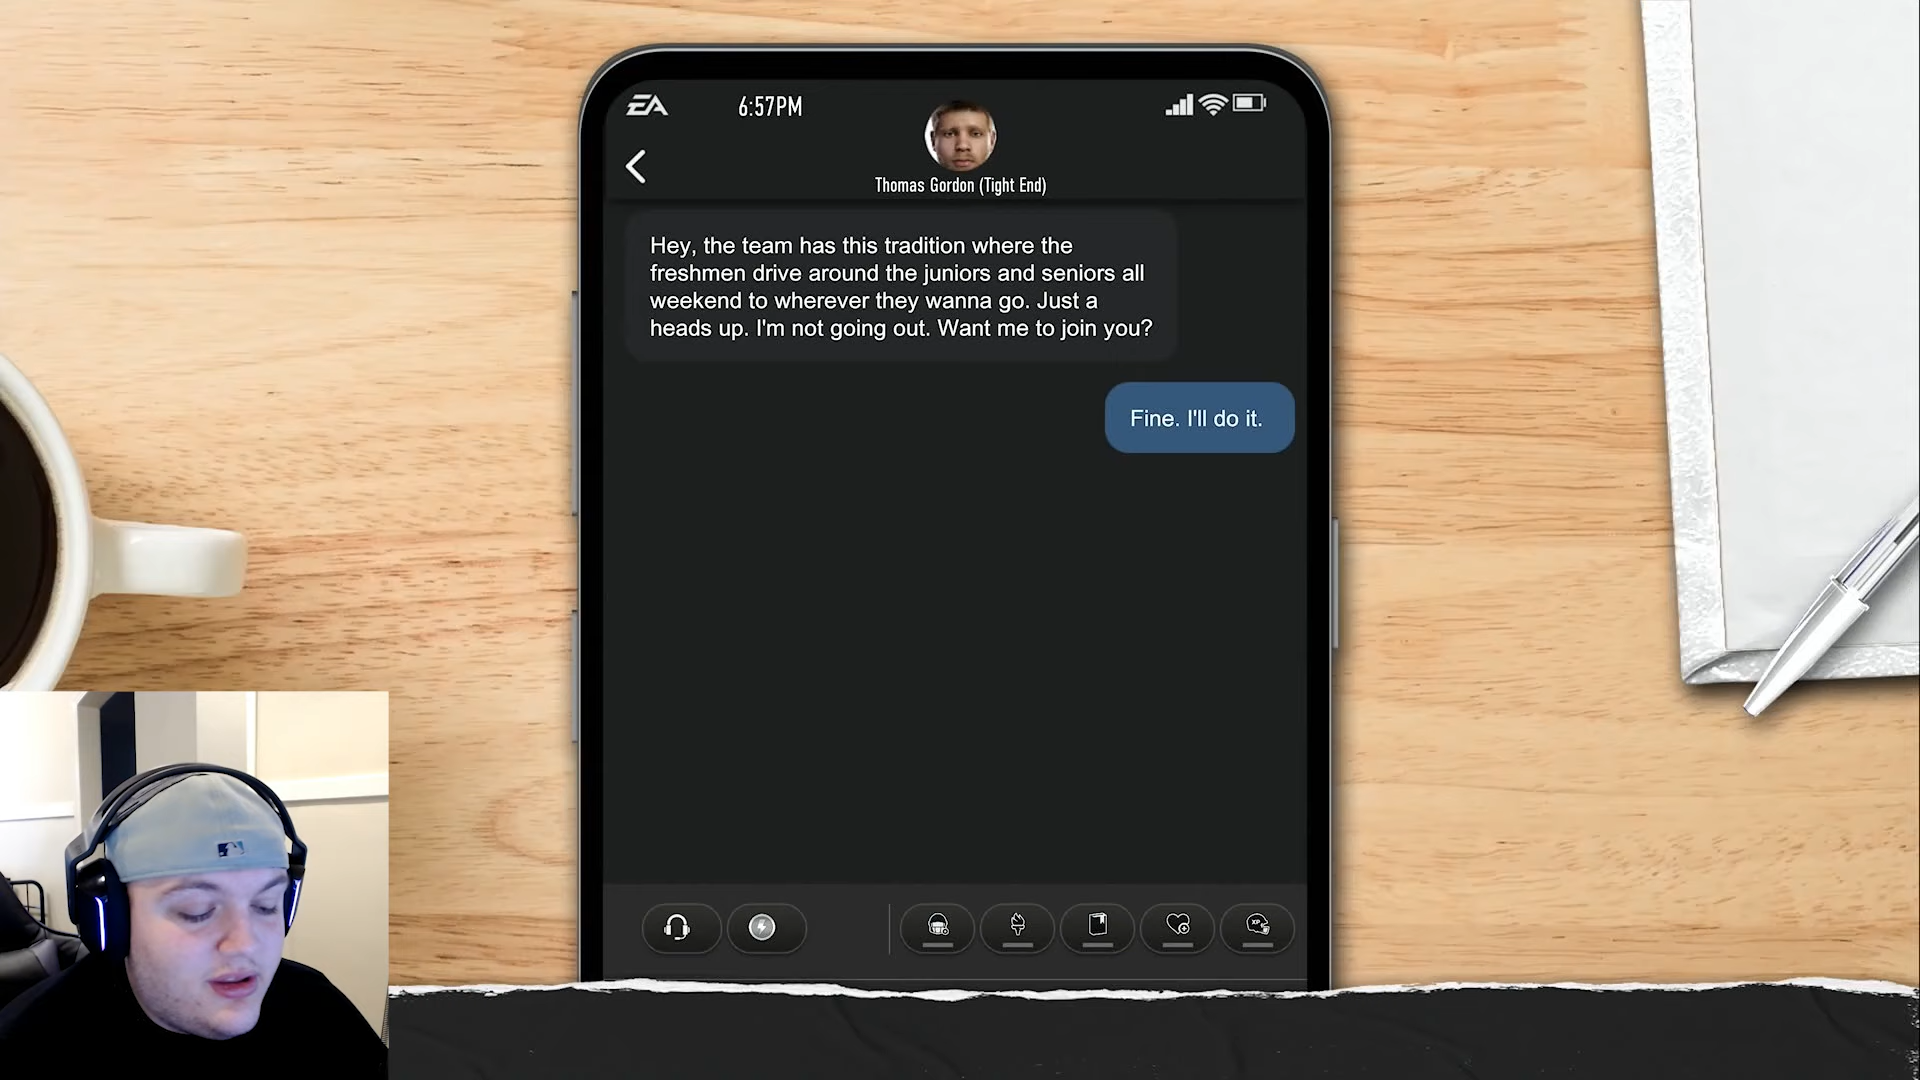 EA
6:57PM
Thomas Gordon (Tight End)
Hey, the team has this tradition where the
freshmen drive around the juniors and seniors all
weekend to wherever they wanna go. Just a
heads up. I'm not going out. Want me to join you?
Fine. I'll do it.
XP